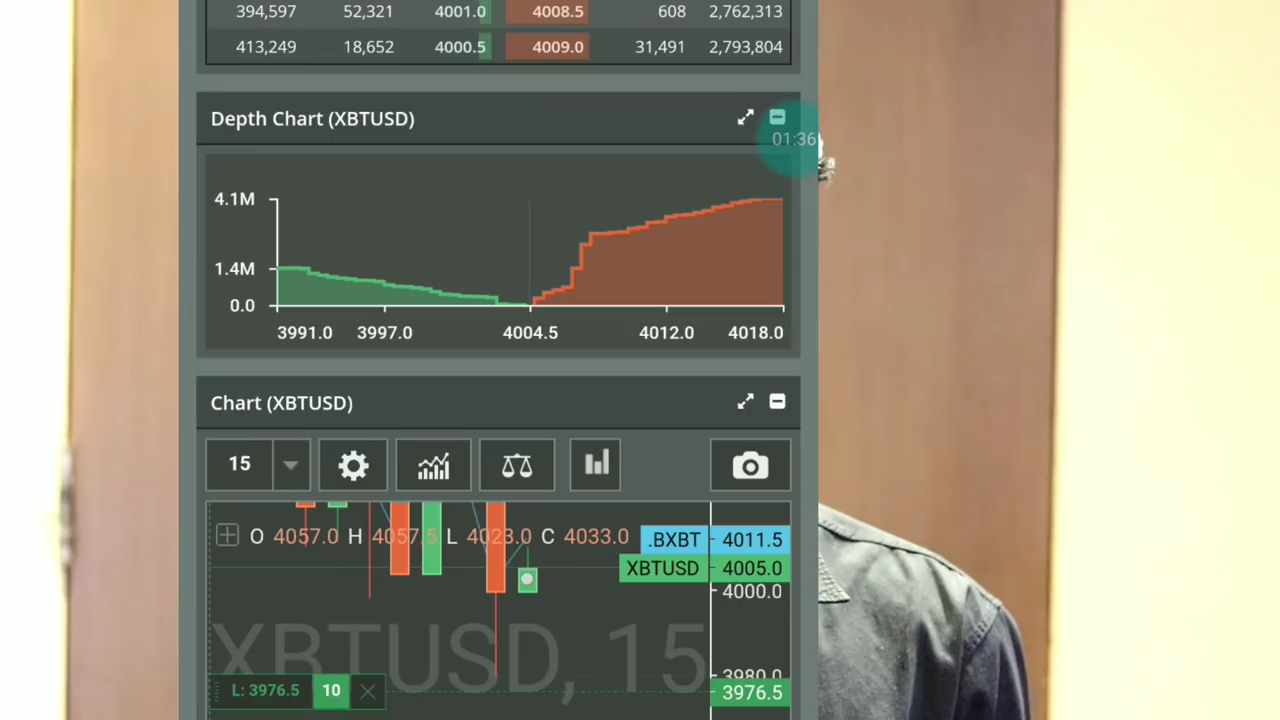 394,597 52,321 4001.0 4008.5 608 2,762,313
413,249 18,652 4000.5 4009.0 31,491 2,793,804
Depth Chart (XBTUSD)
01:36
4.1M
1.4M
0.0
3991.0 3997.0 4004.5 4012.0 4018.0
Chart (XBTUSD)
15
O 4057.0 H 4057.5 L 4023.0 C 4033.0 .BXBT 4011.5
XBTUSD 4005.0
4000.0
XBTUSD, 15
3980.0
L: 3976.5 10 3976.5